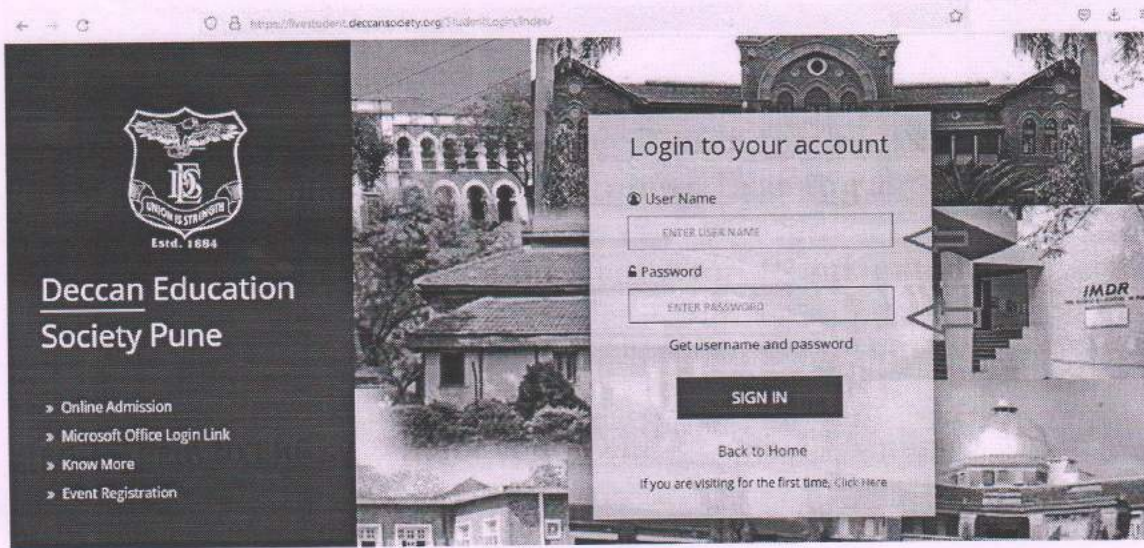 https://livestudent.deccansociety.org/StudentLogin/Index/
DES
UNION IS STRENGTH
Estd. 1884
Deccan Education
Society Pune
» Online Admission
» Microsoft Office Login Link
» Know More
» Event Registration
Login to your account
User Name
ENTER USER NAME
Password
ENTER PASSWORD
Get username and password
SIGN IN
Back to Home
If you are visiting for the first time, Click Here
IMDR